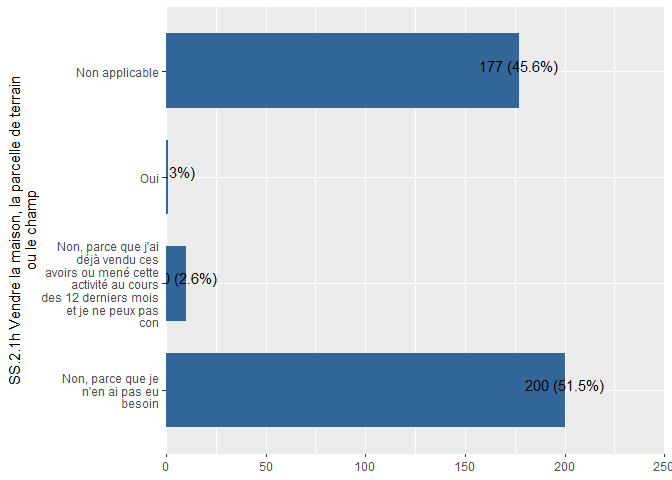 SS.2.1h Vendre la maison, la parcelle de terrain
ou le champ
Non applicable
177 (45.6%)
Oui
3%)
Non, parce que j'ai
déjà vendu ces
avoirs ou mené cette
activité au cours
des 12 derniers mois
et je ne peux pas
con
0 (2.6%)
Non, parce que je
n'en ai pas eu
besoin
200 (51.5%)
0 50 100 150 200 250